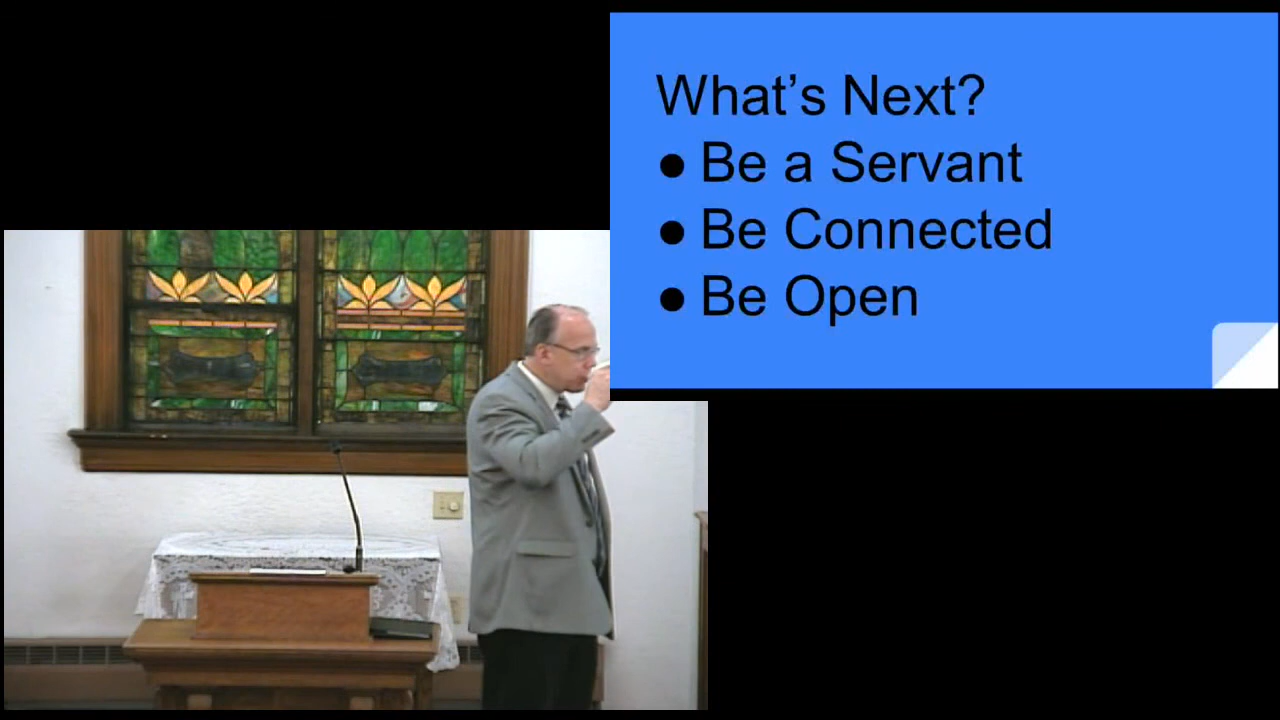 What's Next?
● Be a Servant
● Be Connected
● Be Open